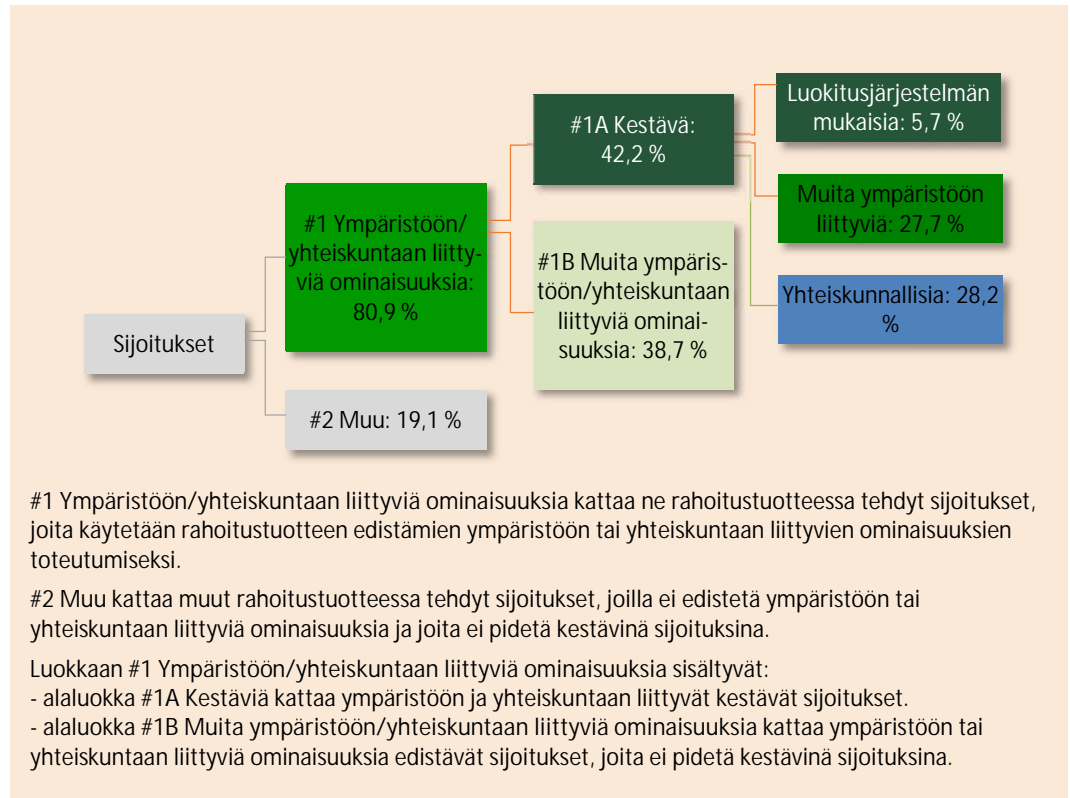 Sijoitukset
#1 Ympäristöön/
yhteiskuntaan liitty-
viä ominaisuuksia:
80,9 %
#2 Muu: 19,1 %
#1A Kestävä:
42,2 %
#1B Muita ympäris-
töön/yhteiskuntaan
liittyviä ominai-
suuksia: 38,7 %
Luokitusjärjestelmän
mukaisia: 5,7 %
Muita ympäristöön
liittyviä: 27,7 %
Yhteiskunnallisia: 28,2
%
#1 Ympäristöön/yhteiskuntaan liittyviä ominaisuuksia kattaa ne rahoitustuotteessa tehdyt sijoitukset,
joita käytetään rahoitustuotteen edistämien ympäristöön tai yhteiskuntaan liittyvien ominaisuuksien
toteutumiseksi.
#2 Muu kattaa muut rahoitustuotteessa tehdyt sijoitukset, joilla ei edistetä ympäristöön tai
yhteiskuntaan liittyviä ominaisuuksia ja joita ei pidetä kestävinä sijoituksina.
Luokkaan #1 Ympäristöön/yhteiskuntaan liittyviä ominaisuuksia sisältyvät:
- alaluokka #1A Kestäviä kattaa ympäristöön ja yhteiskuntaan liittyvät kestävät sijoitukset.
- alaluokka #1B Muita ympäristöön/yhteiskuntaan liittyviä ominaisuuksia kattaa ympäristöön tai
yhteiskuntaan liittyviä ominaisuuksia edistävät sijoitukset, joita ei pidetä kestävinä sijoituksina.